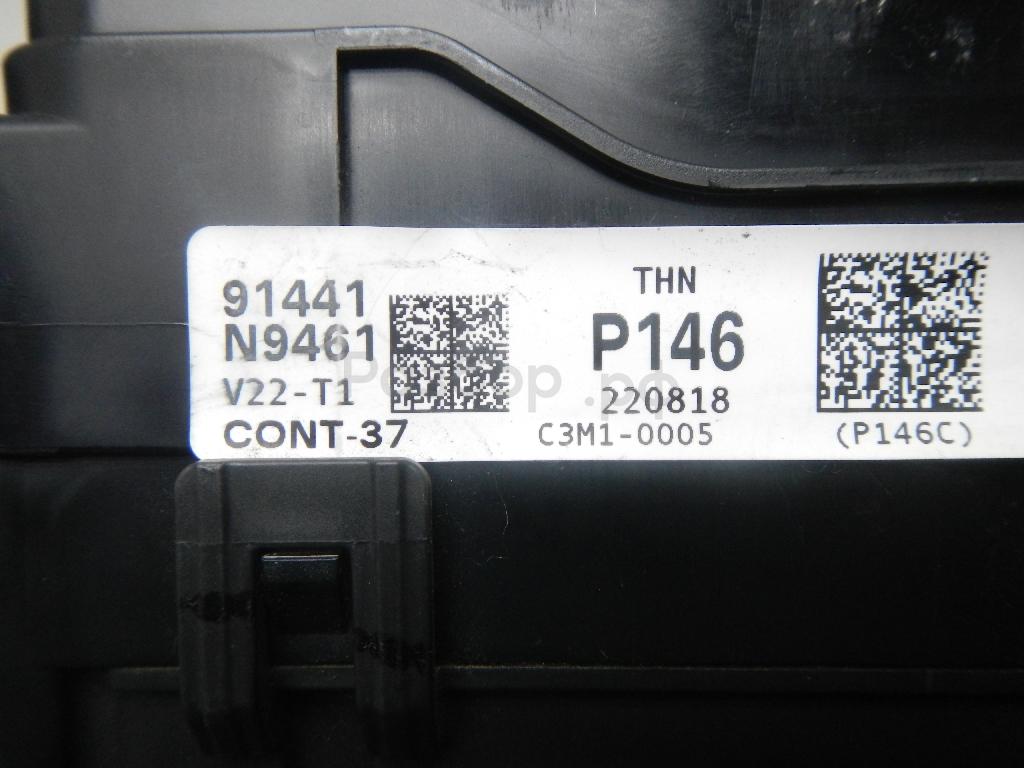 91441
N9461
V22-T1
CONT-37
THN
P146
220818
C3M1-0005
(P146C)